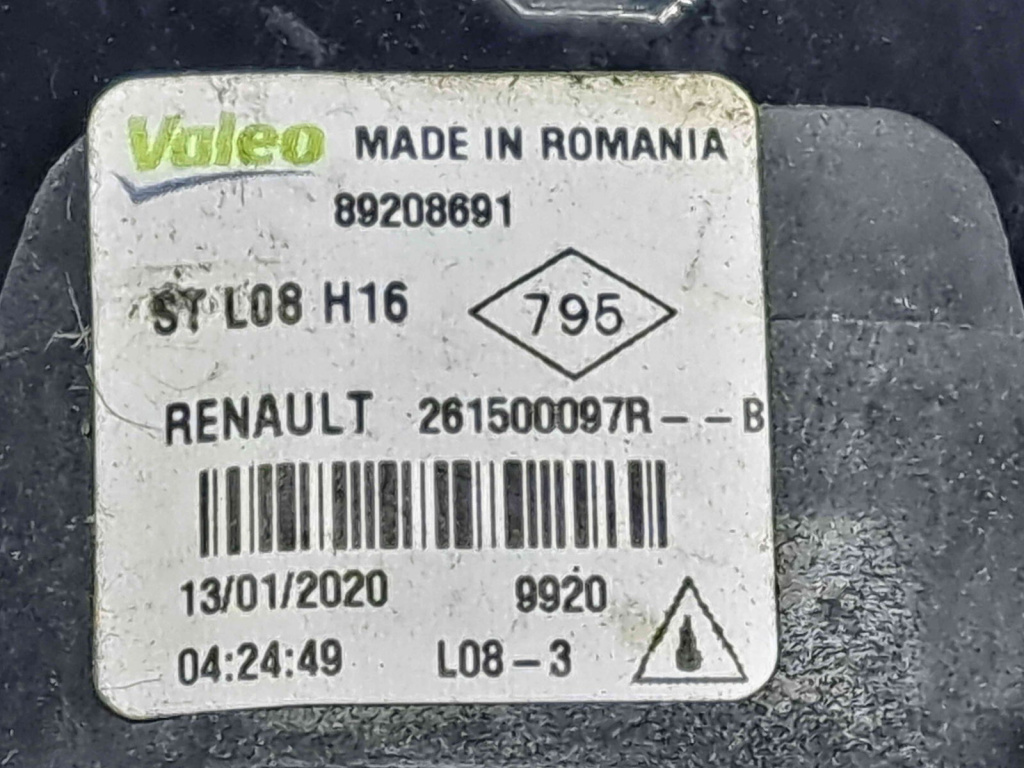 Valeo MADE IN ROMANIA
89208691
ST L08 H16 795
RENAULT 261500097R--B
13/01/2020 9920
04:24:49 L08-3